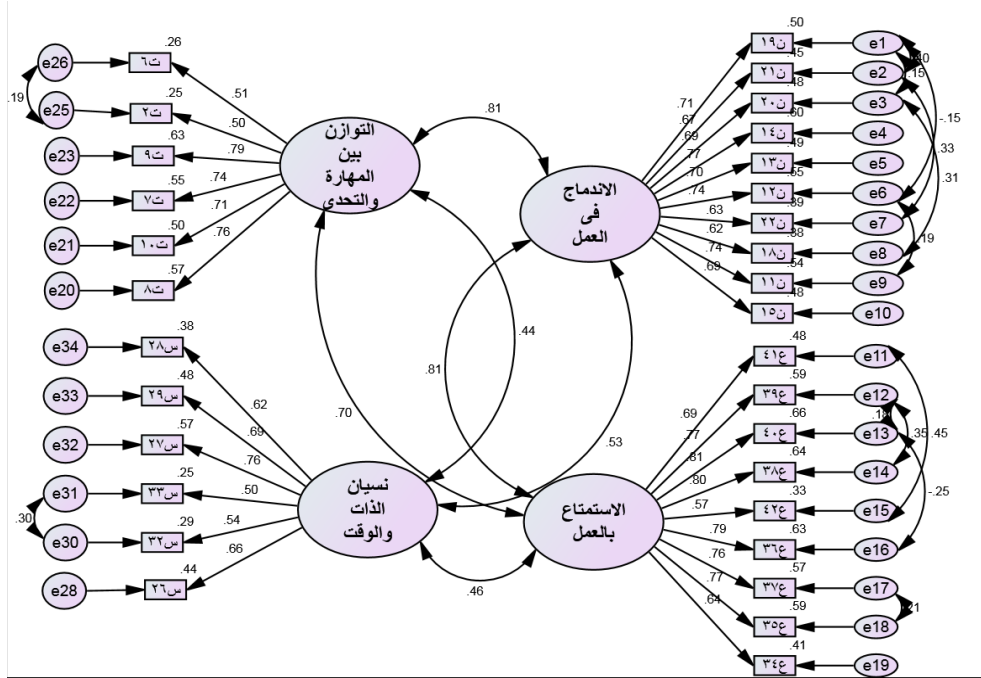 .26
e26
ت٦
.51
.19
.25
e25
ت٢
.50
.63
e23
ت٩
.79
.55
e22
ت٧
.74
.50
e21
ت١٠
.71
.57
e20
ت٨
.76
التوازن
بين
المهارة
والتحدى
.81
.44
.70
.81
.53
.46
الاندماج
فى
العمل
.50
ن١٩
e1
.71
.45
ن٢١
e2
.67
.48
ن٢٠
e3
.69
.60
ن١٤
e4
.77
.49
ن١٣
e5
.70
.55
ن١٢
e6
.74
.39
ن٢٢
e7
.63
.38
ن١٨
e8
.62
.54
ن١١
e9
.74
.48
ن١٥
e10
.69
.40
.15
-.15
.33
.31
.19
.38
e34
س٢٨
.62
.48
e33
س٢٩
.69
.57
e32
س٢٧
.76
.25
e31
س٣٣
.50
.30
.29
e30
س٣٢
.54
.44
e28
س٢٦
.66
نسيان
الذات
والوقت
الاستمتاع
بالعمل
.48
ع٤١
e11
.69
.59
ع٣٩
e12
.77
.66
ع٤٠
e13
.81
.64
ع٣٨
e14
.80
.33
ع٤٢
e15
.57
.63
ع٣٦
e16
.79
.57
ع٣٧
e17
.76
.59
ع٣٥
e18
.77
.41
ع٣٤
e19
.64
.18
.35
.45
-.25
.21